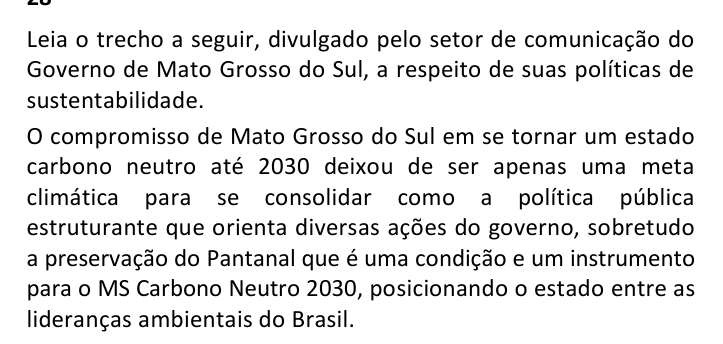 28
Leia o trecho a seguir, divulgado pelo setor de comunicação do
Governo de Mato Grosso do Sul, a respeito de suas políticas de
sustentabilidade.
O compromisso de Mato Grosso do Sul em se tornar um estado
carbono neutro até 2030 deixou de ser apenas uma meta
climática para se consolidar como a política pública
estruturante que orienta diversas ações do governo, sobretudo
a preservação do Pantanal que é uma condição e um instrumento
para o MS Carbono Neutro 2030, posicionando o estado entre as
lideranças ambientais do Brasil.